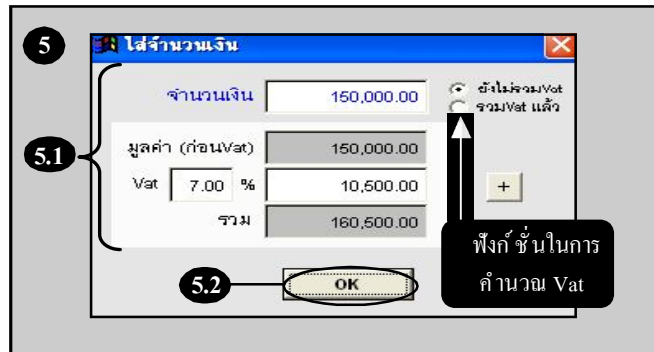 5
ใส่จำนวนเงิน
จำนวนเงิน 150,000.00
ยังไม่รวมVat
รวมVat แล้ว
5.1
มูลค่า (ก่อนVat) 150,000.00
Vat 7.00 % 10,500.00 +
รวม 160,500.00
ฟังก์ชั่นในการ
คำนวณ Vat
5.2
OK